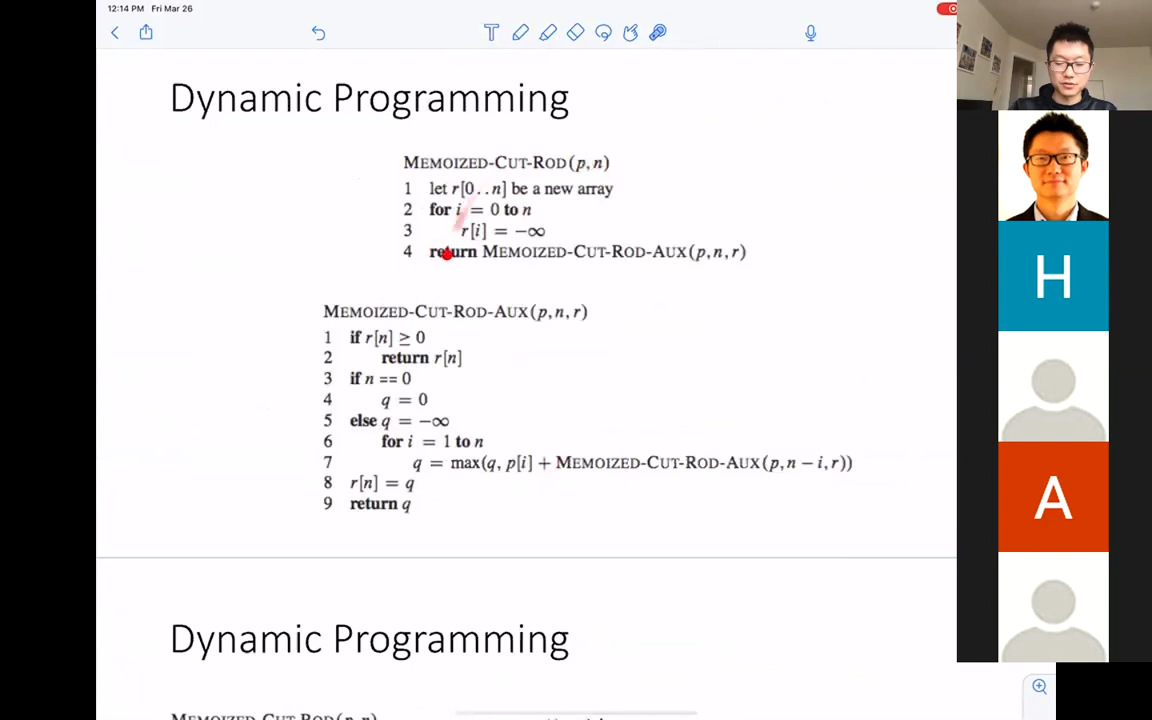 12:14 PM Fri Mar 26
T
Dynamic Programming
MEMOIZED-CUT-ROD(p, n)
1 let r[0..n] be a new array
2 for i = 0 to n
3 r[i] = −∞
4 return MEMOIZED-CUT-ROD-AUX(p, n, r)
MEMOIZED-CUT-ROD-AUX(p, n, r)
1 if r[n] ≥ 0
2 return r[n]
3 if n == 0
4 q = 0
5 else q = −∞
6 for i = 1 to n
7 q = max(q, p[i] + MEMOIZED-CUT-ROD-AUX(p, n − i, r))
8 r[n] = q
9 return q
Dynamic Programming
MEMOIZED-CUT-ROD(p, n)
H
A